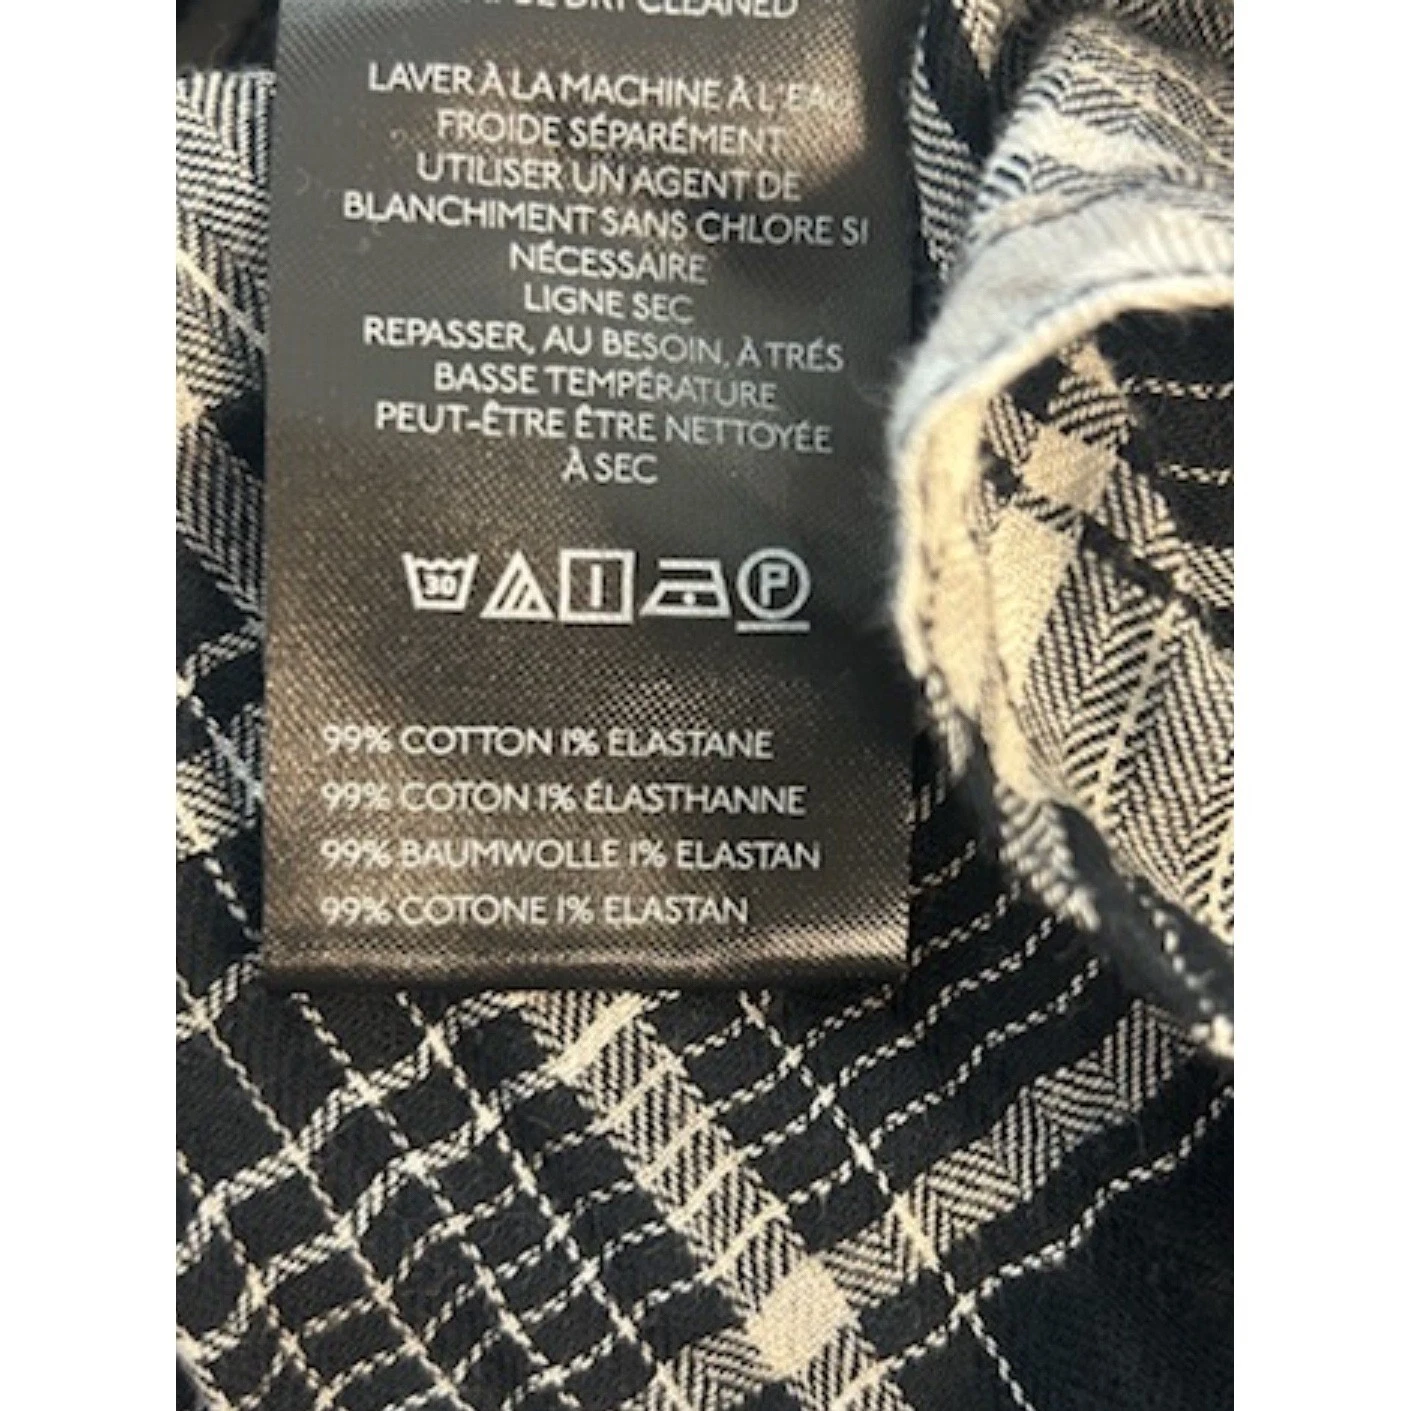 DRY CLEANED
LAVER À LA MACHINE À L'EAU
FROIDE SÉPARÉMENT
UTILISER UN AGENT DE
BLANCHIMENT SANS CHLORE SI
NÉCESSAIRE
LIGNE SEC
REPASSER, AU BESOIN, À TRÉS
BASSE TEMPÉRATURE
PEUT-ÊTRE ÊTRE NETTOYÉE
À SEC
30
P
99% COTTON 1% ELASTANE
99% COTON 1% ÉLASTHANNE
99% BAUMWOLLE 1% ELASTAN
99% COTONE 1% ELASTAN